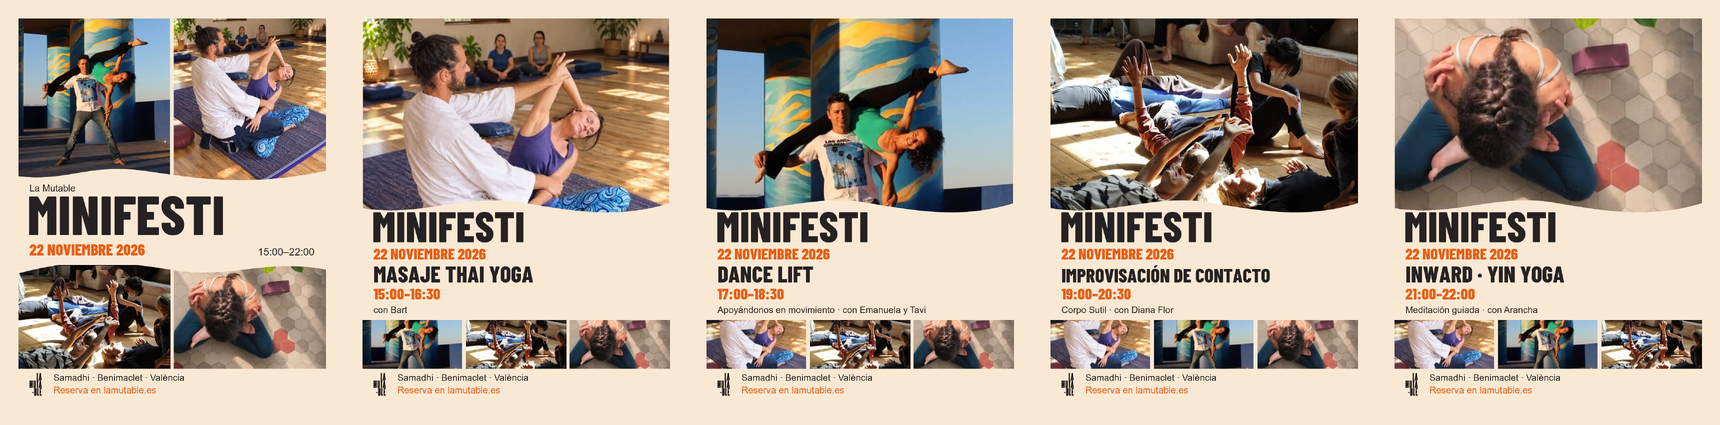 La Mutable
MINIFESTI
22 NOVIEMBRE 2026
15:00–22:00
Samadhi · Benimaclet · València
Reserva en lamutable.es
MINIFESTI
22 NOVIEMBRE 2026
MASAJE THAI YOGA
15:00-16:30
con Bart
Samadhi · Benimaclet · València
Reserva en lamutable.es
MINIFESTI
22 NOVIEMBRE 2026
DANCE LIFT
17:00-18:30
Apoyándonos en movimiento · con Emanuela y Tavi
Samadhi · Benimaclet · València
Reserva en lamutable.es
MINIFESTI
22 NOVIEMBRE 2026
IMPROVISACIÓN DE CONTACTO
19:00-20:30
Corpo Sutil · con Diana Flor
Samadhi · Benimaclet · València
Reserva en lamutable.es
MINIFESTI
22 NOVIEMBRE 2026
INWARD · YIN YOGA
21:00-22:00
Meditación guiada · con Arancha
Samadhi · Benimaclet · València
Reserva en lamutable.es